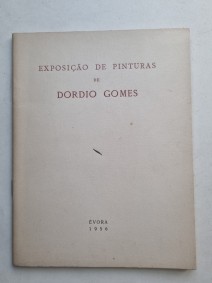 EXPOSIÇÃO DE PINTURAS
DE
DORDIO GOMES
ÉVORA